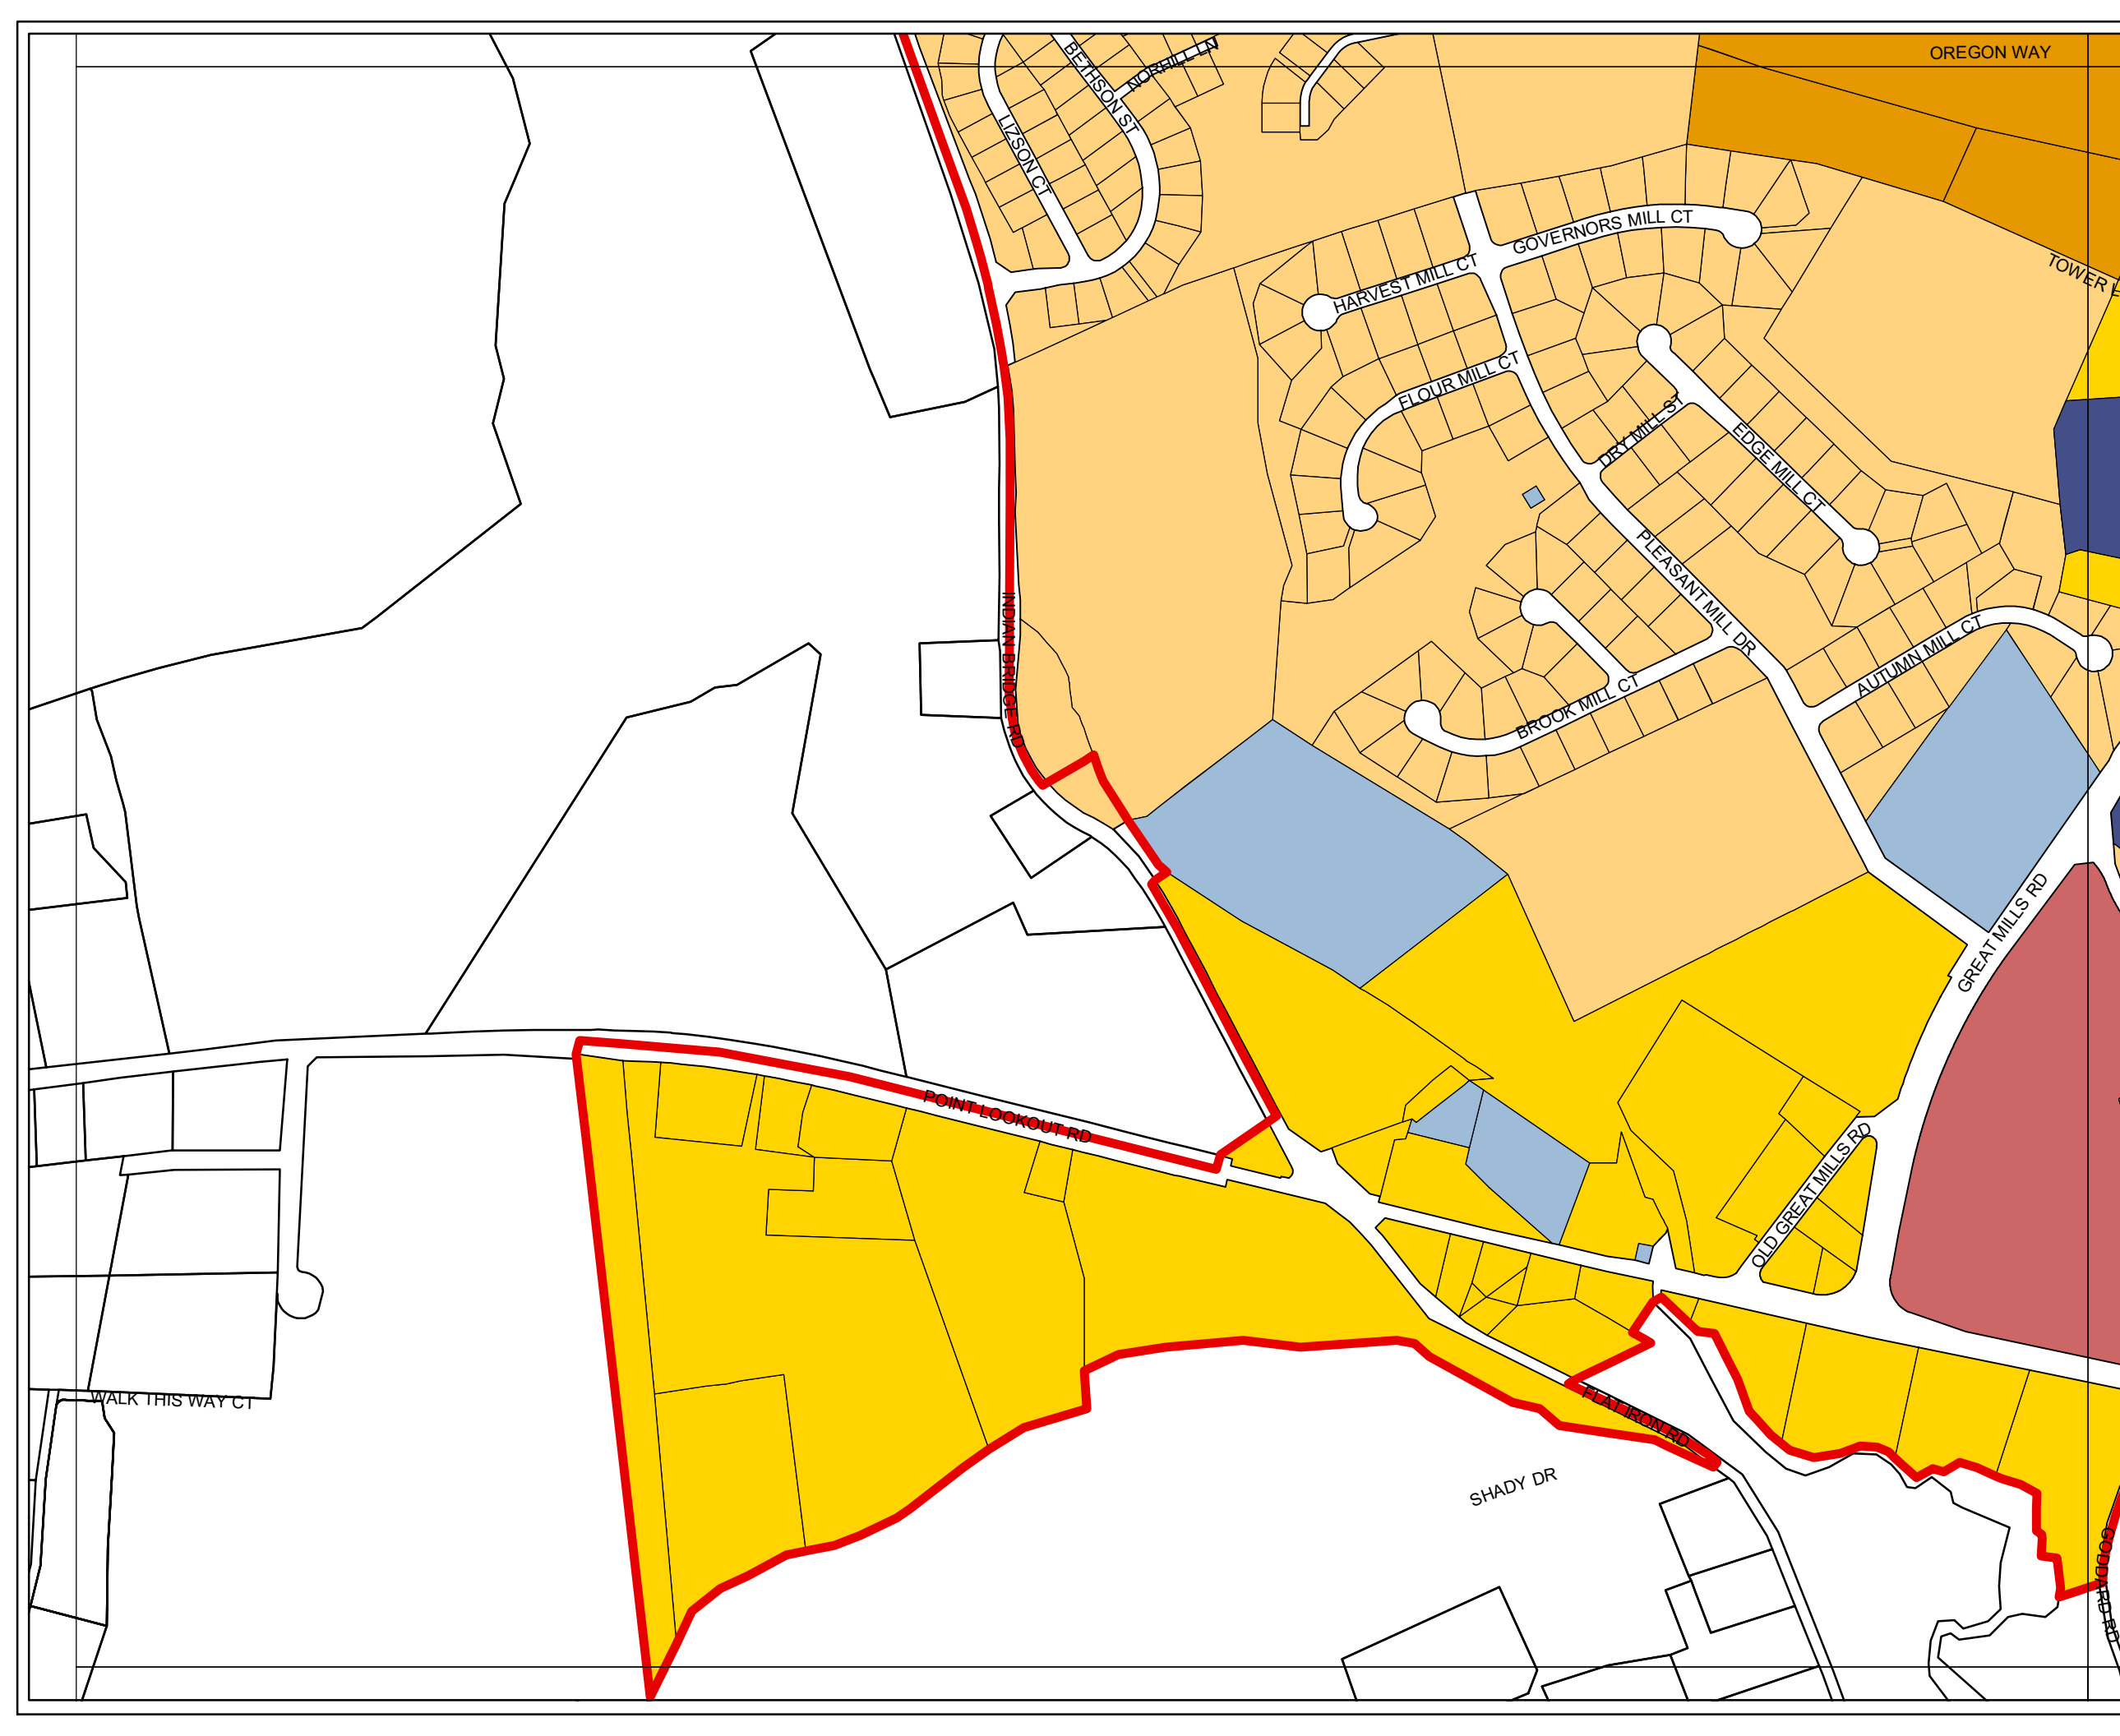 OREGON WAY
BETHSON ST
NORHILL LN
LIZSON CT
GOVERNORS MILL CT
HARVEST MILL CT
TOWER
FLOUR MILL CT
DRY MILL ST
EDGE MILL CT
PLEASANT MILL DR
INDIAN BRIDGE RD
AUTUMN MILL CT
BROOK MILL CT
GREAT MILLS RD
POINT LOOKOUT RD
OLD GREAT MILLS RD
WALK THIS WAY CT
FLAT IRON RD
SHADY DR
GODDARD RD